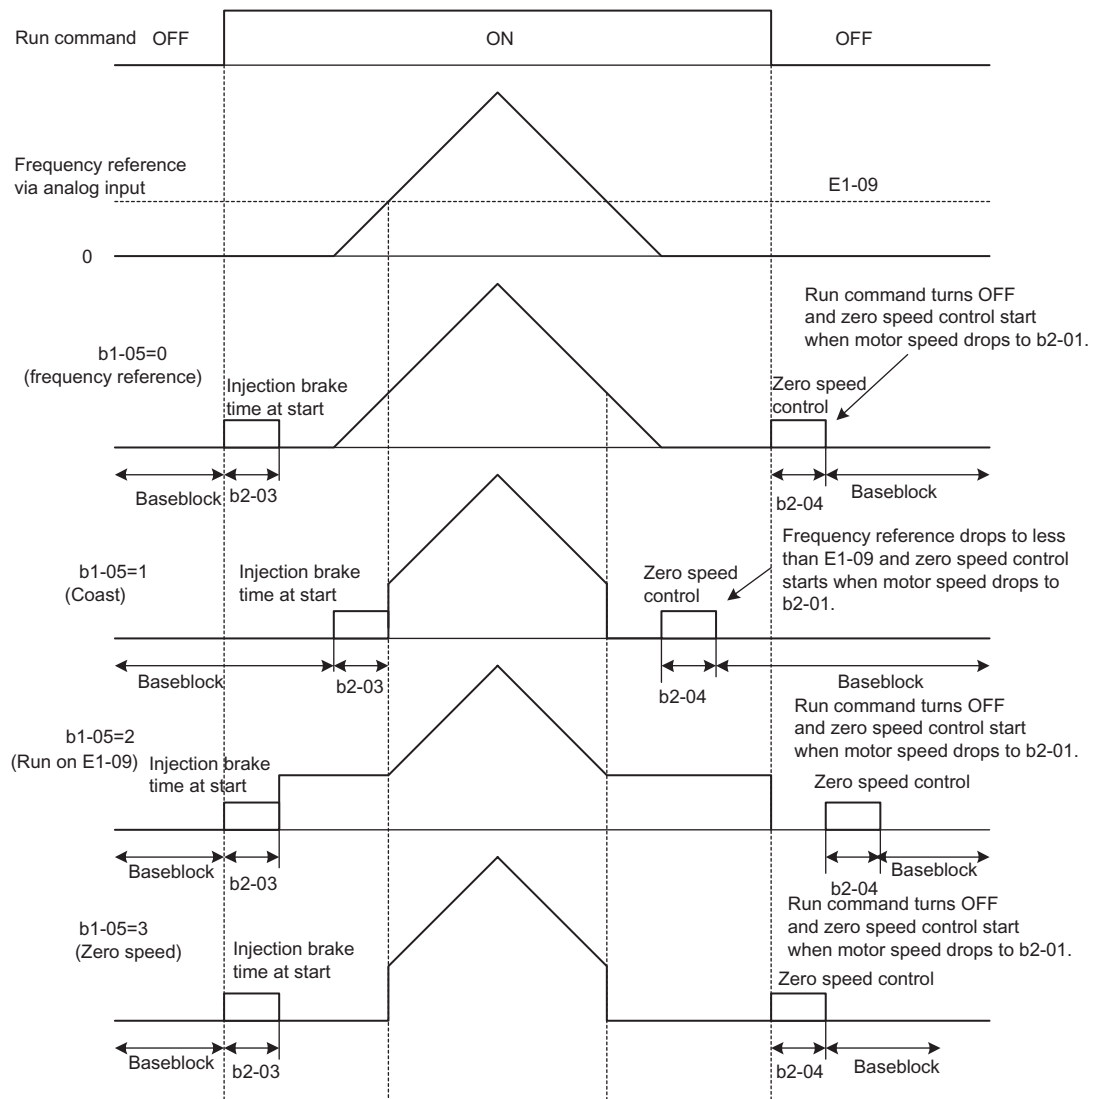 Run command OFF ON OFF
Frequency reference
via analog input
E1-09
0
Run command turns OFF
and zero speed control start
when motor speed drops to b2-01.
b1-05=0
(frequency reference)
Injection brake
time at start
Zero speed
control
Baseblock
b2-03
b2-04
Baseblock
Frequency reference drops to less
than E1-09 and zero speed control
starts when motor speed drops to
b2-01.
b1-05=1
(Coast)
Injection brake
time at start
Zero speed
control
Baseblock
b2-03
b2-04
Baseblock
Run command turns OFF
and zero speed control start
when motor speed drops to b2-01.
b1-05=2
(Run on E1-09)
Injection brake
time at start
Zero speed control
Baseblock
b2-03
b2-04
Baseblock
Run command turns OFF
and zero speed control start
when motor speed drops to b2-01.
b1-05=3
(Zero speed)
Injection brake
time at start
Zero speed control
Baseblock
b2-03
b2-04
Baseblock